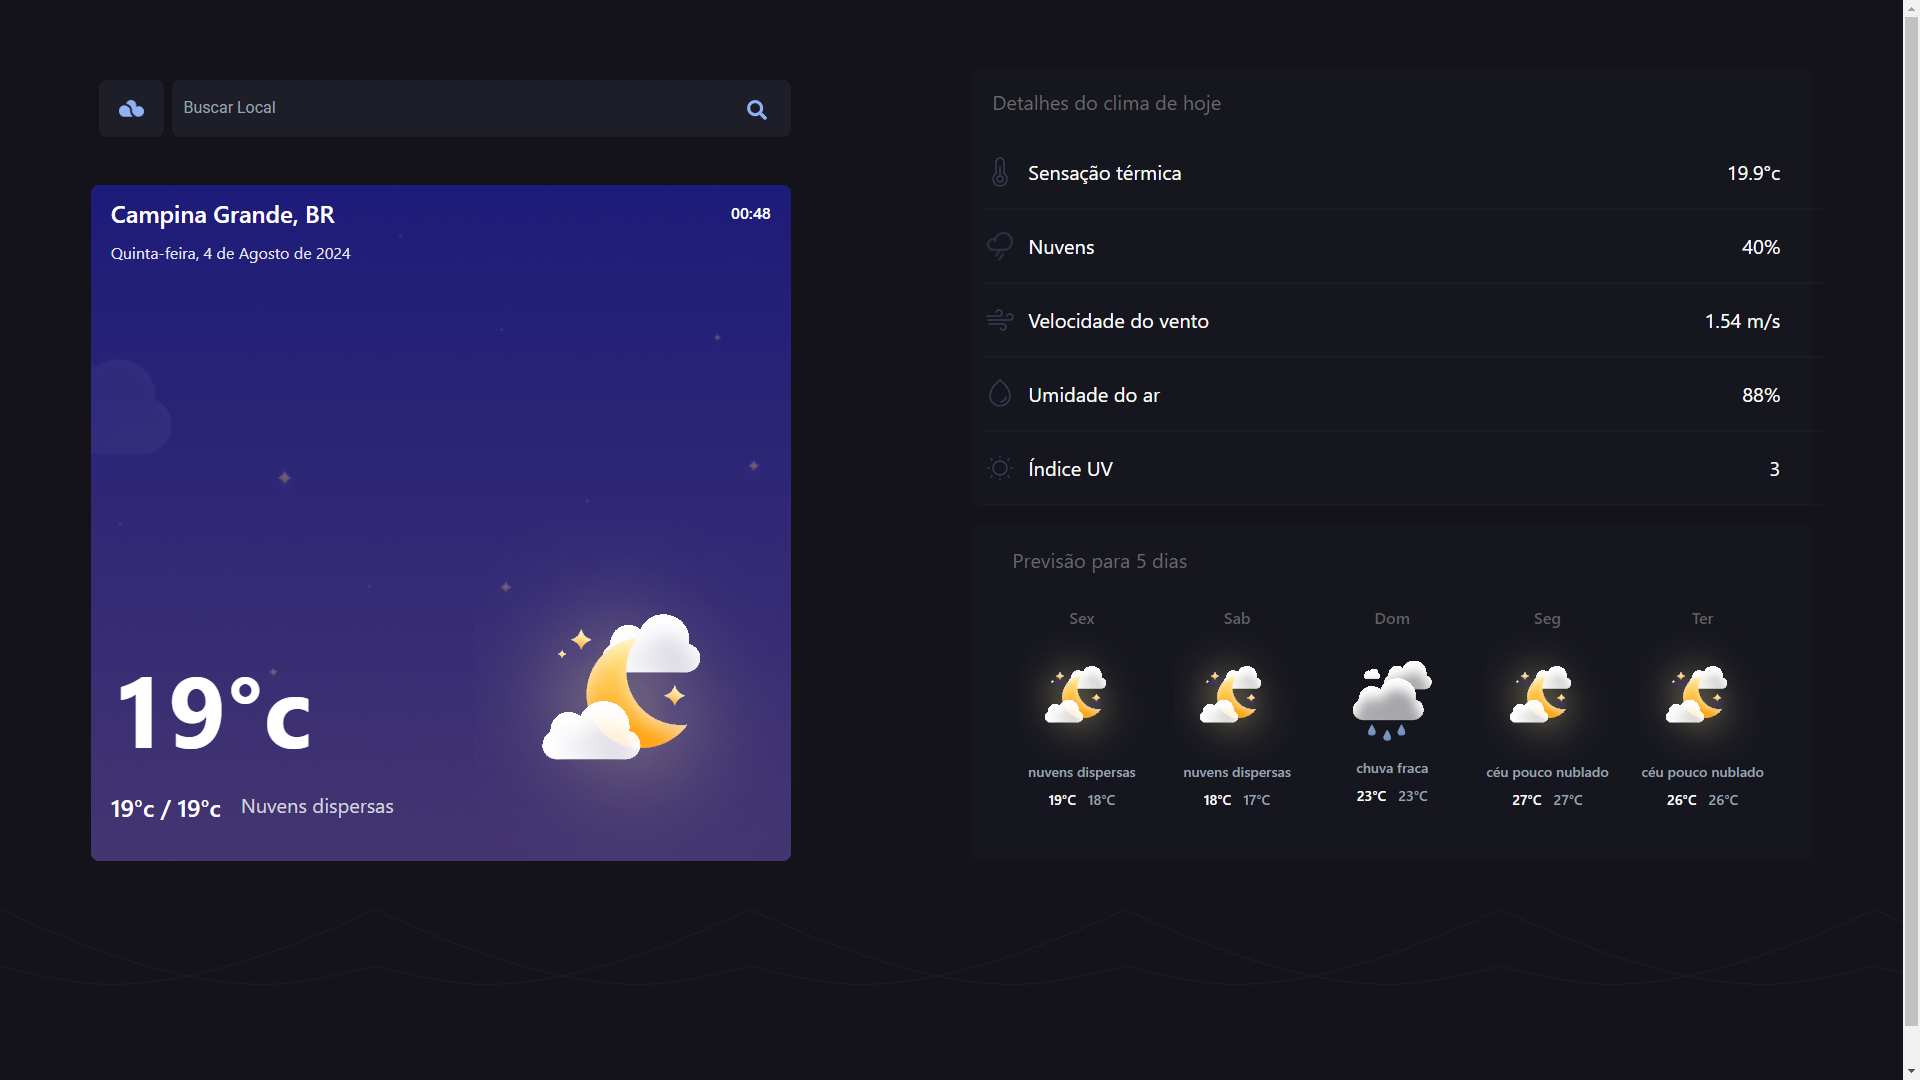 Buscar Local
Campina Grande, BR
00:48
Quinta-feira, 4 de Agosto de 2024
19°c
19°c / 19°c
Nuvens dispersas
Detalhes do clima de hoje
Sensação térmica
19.9°c
Nuvens
40%
Velocidade do vento
1.54 m/s
Umidade do ar
88%
Índice UV
3
Previsão para 5 dias
Sex
nuvens dispersas
19°C 18°C
Sab
nuvens dispersas
18°C 17°C
Dom
chuva fraca
23°C 23°C
Seg
céu pouco nublado
27°C 27°C
Ter
céu pouco nublado
26°C 26°C